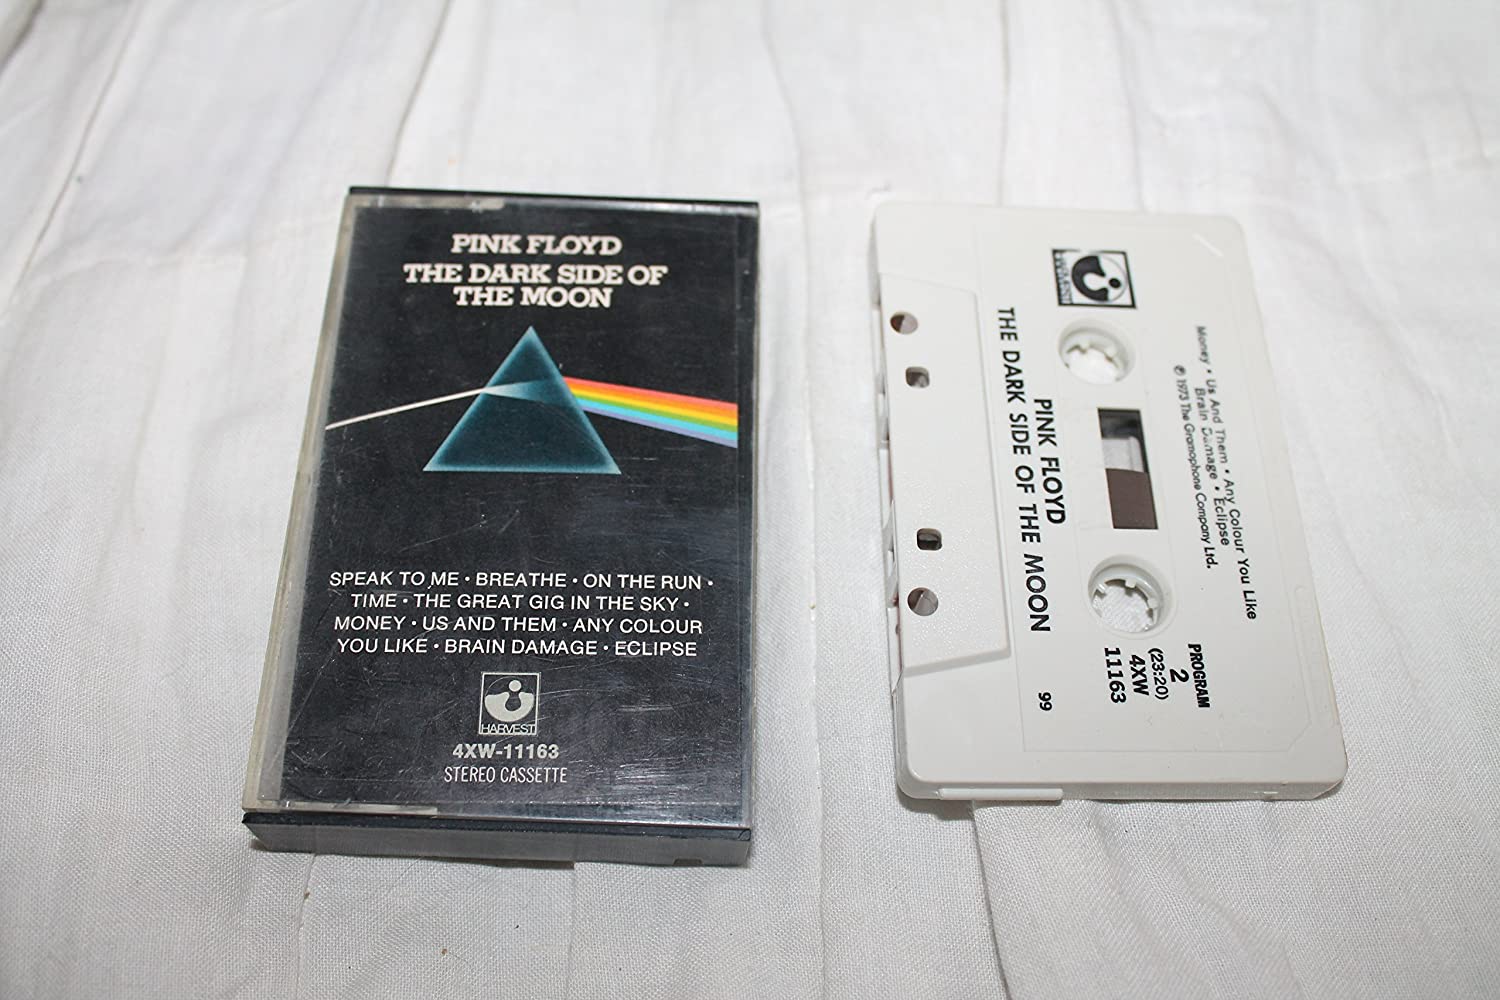 PINK FLOYD
THE DARK SIDE OF
THE MOON
SPEAK TO ME • BREATHE • ON THE RUN •
TIME • THE GREAT GIG IN THE SKY •
MONEY • US AND THEM • ANY COLOUR
YOU LIKE • BRAIN DAMAGE • ECLIPSE
HARVEST
4XW-11163
STEREO CASSETTE
HARVEST
Money • Us And Them • Any Colour You Like
Brain Damage • Eclipse
℗ 1973 The Gramophone Company Ltd.
PROGRAM
2
(23:20)
4XW
11163
PINK FLOYD
THE DARK SIDE OF THE MOON
99